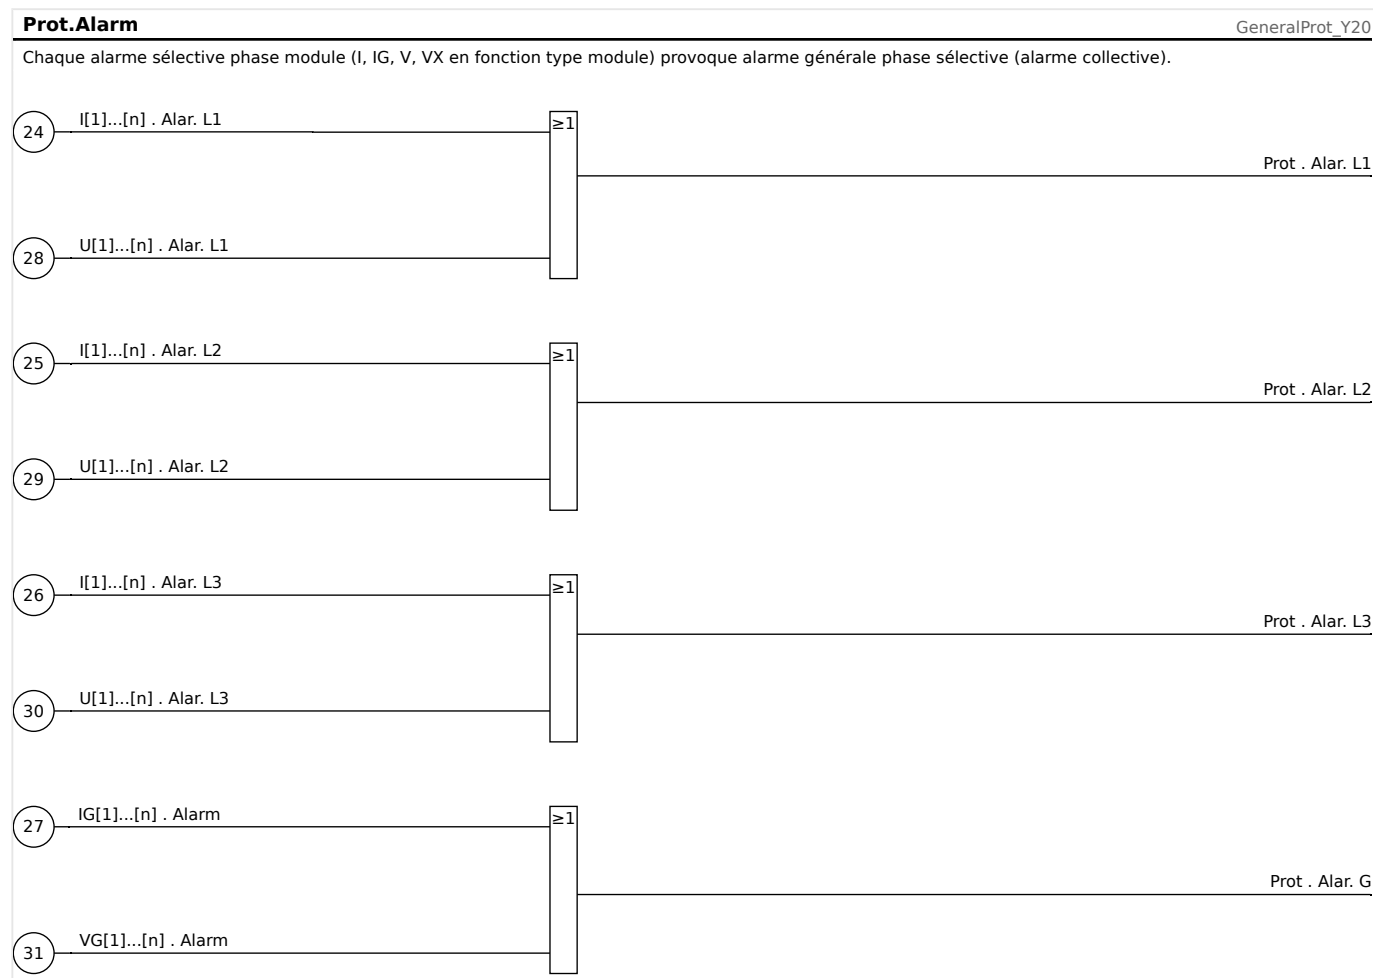 Prot.Alarm
GeneralProt_Y20
Chaque alarme sélective phase module (I, IG, V, VX en fonction type module) provoque alarme générale phase sélective (alarme collective).
24
I[1]...[n] . Alar. L1
≥1
Prot . Alar. L1
28
U[1]...[n] . Alar. L1
25
I[1]...[n] . Alar. L2
≥1
Prot . Alar. L2
29
U[1]...[n] . Alar. L2
26
I[1]...[n] . Alar. L3
≥1
Prot . Alar. L3
30
U[1]...[n] . Alar. L3
27
IG[1]...[n] . Alarm
≥1
Prot . Alar. G
31
VG[1]...[n] . Alarm